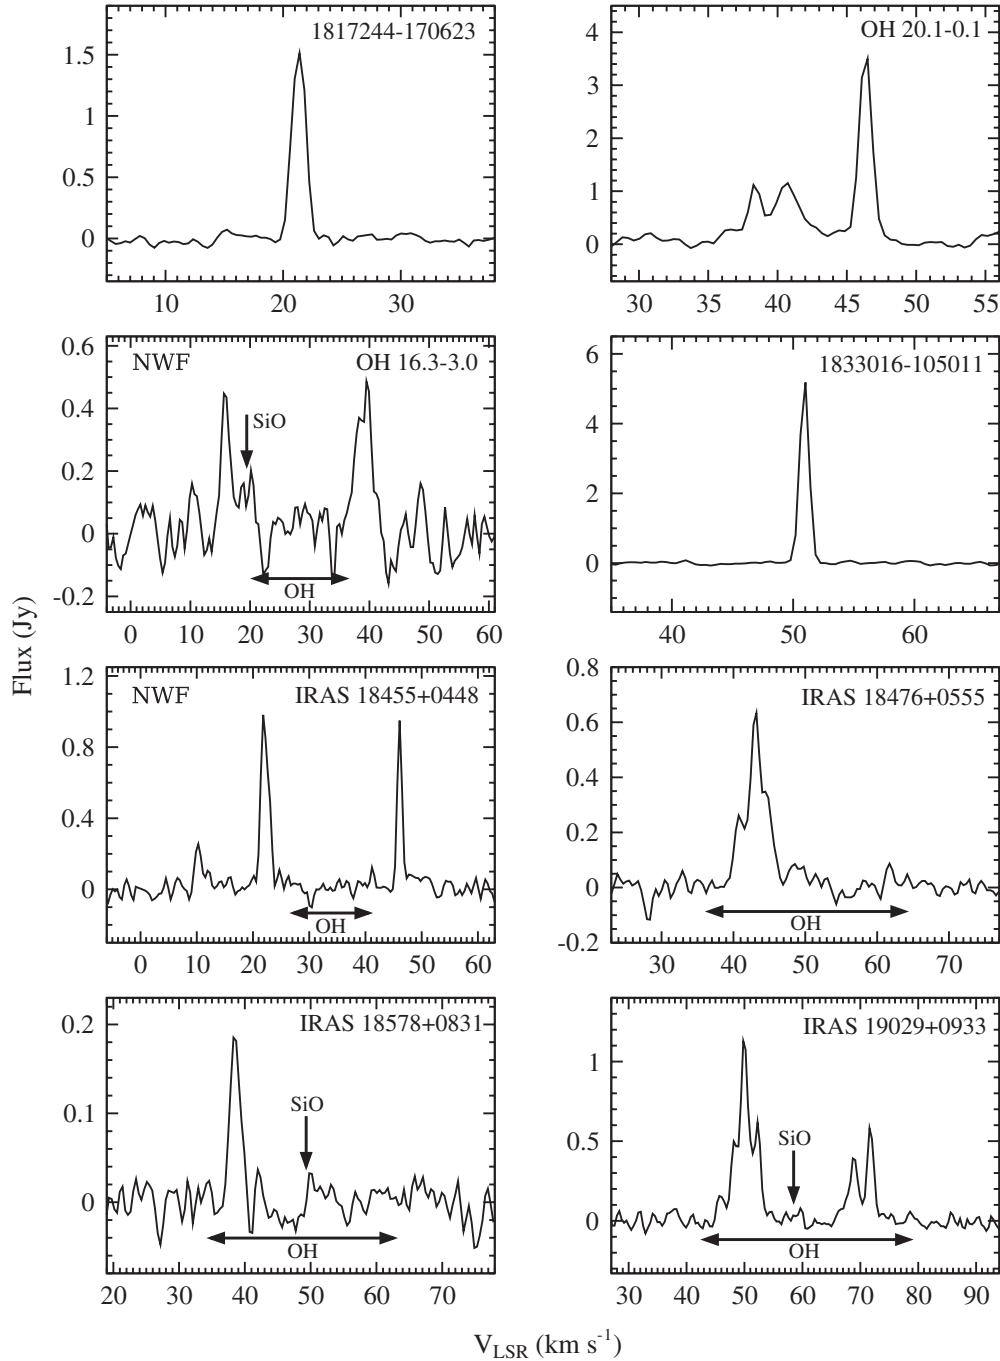 1817244-170623
1.5
1
0.5
0
10 20 30
OH 20.1-0.1
4
3
2
1
0
30 35 40 45 50 55
NWF OH 16.3-3.0
0.6
0.4
0.2
0
-0.2
SiO
OH
0 10 20 30 40 50 60
1833016-105011
6
4
2
0
40 50 60
NWF IRAS 18455+0448
1.2
0.8
0.4
0
OH
0 10 20 30 40 50 60
IRAS 18476+0555
0.8
0.6
0.4
0.2
0
-0.2
OH
30 40 50 60 70
IRAS 18578+0831
0.2
0.1
0
SiO
OH
20 30 40 50 60 70
IRAS 19029+0933
1
0.5
0
SiO
OH
30 40 50 60 70 80 90
Flux (Jy)
V_LSR (km s⁻¹)